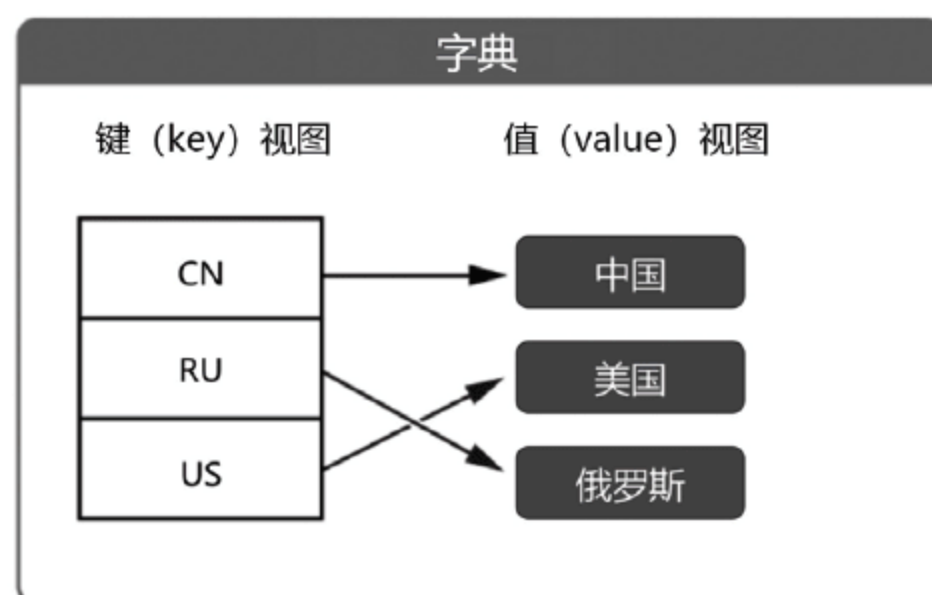 字典
键（key）视图
值（value）视图
CN
中国
RU
美国
US
俄罗斯